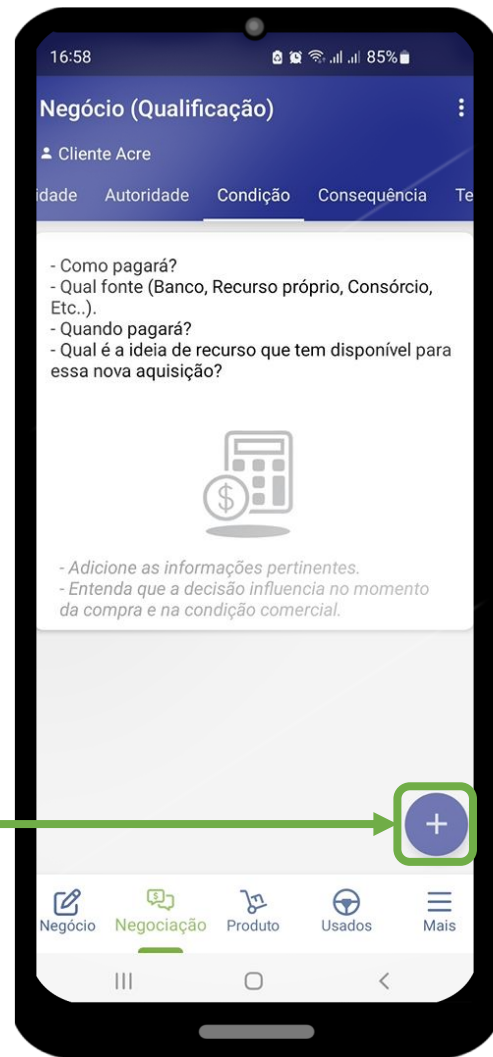 16:58 85%
Negócio (Qualificação)
Cliente Acre
idade Autoridade Condição Consequência Te
- Como pagará?
- Qual fonte (Banco, Recurso próprio, Consórcio,
Etc..).
- Quando pagará?
- Qual é a ideia de recurso que tem disponível para
essa nova aquisição?
$
- Adicione as informações pertinentes.
- Entenda que a decisão influencia no momento
da compra e na condição comercial.
+
Negócio Negociação Produto Usados Mais